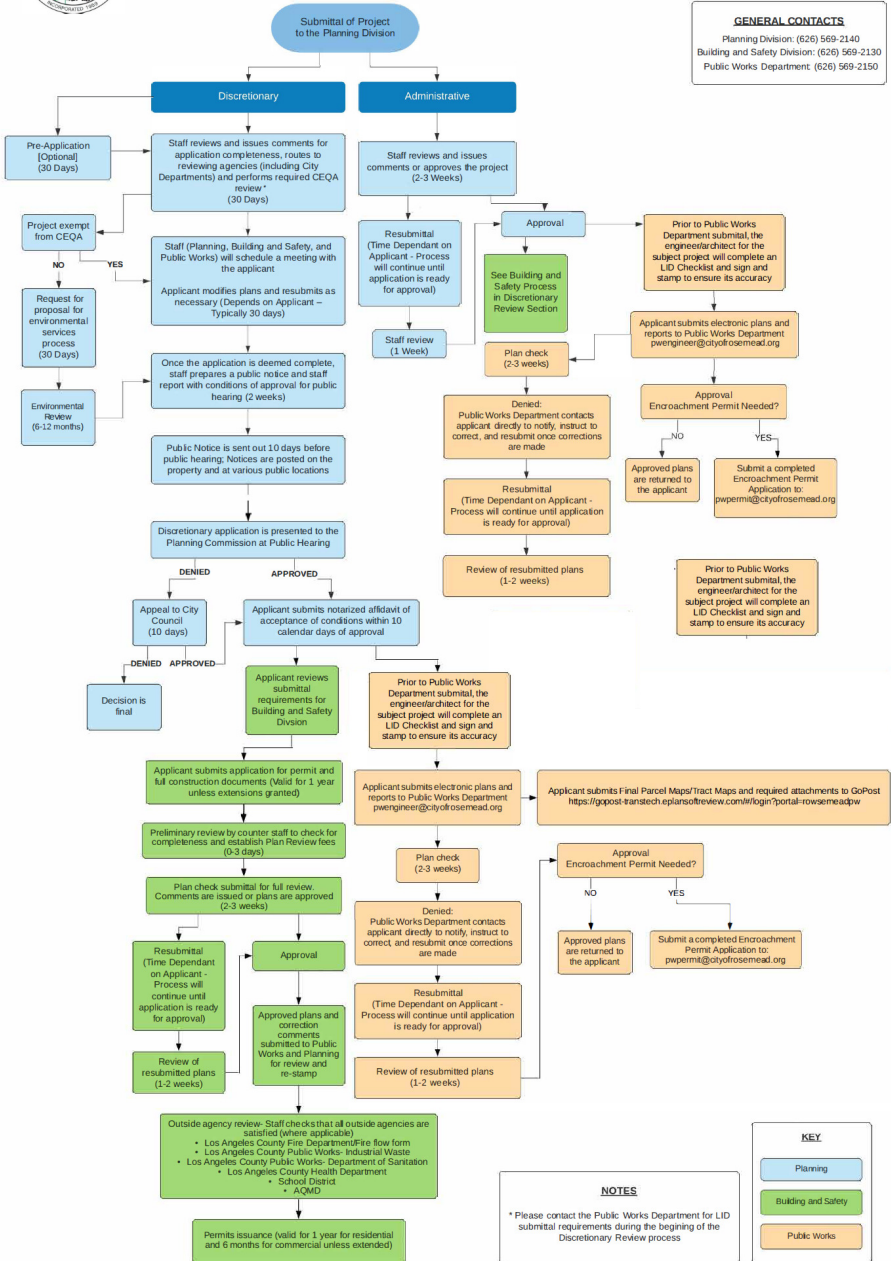 INCORPORATED 1959
Submittal of Project
to the Planning Division
GENERAL CONTACTS
Planning Division: (626) 569-2140
Building and Safety Division: (626) 569-2130
Public Works Department: (626) 569-2150
Discretionary
Administrative
Pre-Application
[Optional]
(30 Days)
Staff reviews and issues comments for
application completeness, routes to
reviewing agencies (including City
Departments) and performs required CEQA
review *
(30 Days)
Staff reviews and issues
comments or approves the project
(2-3 Weeks)
Project exempt
from CEQA
NO
YES
Staff (Planning, Building and Safety, and
Public Works) will schedule a meeting with
the applicant
Applicant modifies plans and resubmits as
necessary (Depends on Applicant –
Typically 30 days)
Resubmittal
(Time Dependant on
Applicant - Process
will continue until
application is ready
for approval)
Approval
Prior to Public Works
Department submital, the
engineer/architect for the
subject project will complete an
LID Checklist and sign and
stamp to ensure its accuracy
See Building and
Safety Process
in Discretionary
Review Section
Request for
proposal for
environmental
services
process
(30 Days)
Staff review
(1 Week)
Plan check
(2-3 weeks)
Applicant submits electronic plans and
reports to Public Works Department
pwengineer@cityofrosemead.org
Once the application is deemed complete,
staff prepares a public notice and staff
report with conditions of approval for public
hearing (2 weeks)
Environmental
Review
(6-12 months)
Denied:
Public Works Department contacts
applicant directly to notify, instruct to
correct, and resubmit once corrections
are made
Approval
Encroachment Permit Needed?
NO
YES
Public Notice is sent out 10 days before
public hearing; Notices are posted on the
property and at various public locations
Approved plans
are returned to
the applicant
Submit a completed
Encroachment Permit
Application to:
pwpermit@cityofrosemead.org
Resubmittal
(Time Dependant on Applicant -
Process will continue until application
is ready for approval)
Discretionary application is presented to the
Planning Commission at Public Hearing
Review of resubmitted plans
(1-2 weeks)
Prior to Public Works
Department submital, the
engineer/architect for the
subject project will complete an
LID Checklist and sign and
stamp to ensure its accuracy
DENIED
APPROVED
Appeal to City
Council
(10 days)
Applicant submits notarized affidavit of
acceptance of conditions within 10
calendar days of approval
DENIED
APPROVED
Decision is
final
Applicant reviews
submittal
requirements for
Building and Safety
Divsion
Prior to Public Works
Department submital, the
engineer/architect for the
subject project will complete an
LID Checklist and sign and
stamp to ensure its accuracy
Applicant submits application for permit and
full construction documents (Valid for 1 year
unless extensions granted)
Applicant submits electronic plans and
reports to Public Works Department
pwengineer@cityofrosemead.org
Applicant submits Final Parcel Maps/Tract Maps and required attachments to GoPost
https://gopost-transtech.eplansoftreview.com/#/login?portal=rowsemeadpw
Preliminary review by counter staff to check for
completeness and establish Plan Review fees
(0-3 days)
Plan check
(2-3 weeks)
Approval
Encroachment Permit Needed?
NO
YES
Plan check submittal for full review.
Comments are issued or plans are approved
(2-3 weeks)
Denied:
Public Works Department contacts
applicant directly to notify, instruct to
correct, and resubmit once corrections
are made
Approved plans
are returned to
the applicant
Submit a completed Encroachment
Permit Application to:
pwpermit@cityofrosemead.org
Resubmittal
(Time Dependant
on Applicant -
Process will
continue until
application is ready
for approval)
Approval
Resubmittal
(Time Dependant on Applicant -
Process will continue until application
is ready for approval)
Approved plans and
correction
comments
submitted to Public
Works and Planning
for review and
re-stamp
Review of
resubmitted plans
(1-2 weeks)
Review of resubmitted plans
(1-2 weeks)
Outside agency review- Staff checks that all outside agencies are
satisfied (where applicable)
• Los Angeles County Fire Department/Fire flow form
• Los Angeles County Public Works- Industrial Waste
• Los Angeles County Public Works- Department of Sanitation
• Los Angeles County Health Department
• School District
• AQMD
Permits issuance (valid for 1 year for residential
and 6 months for commercial unless extended)
NOTES
* Please contact the Public Works Department for LID
submittal requirements during the begining of the
Discretionary Review process
KEY
Planning
Building and Safety
Public Works